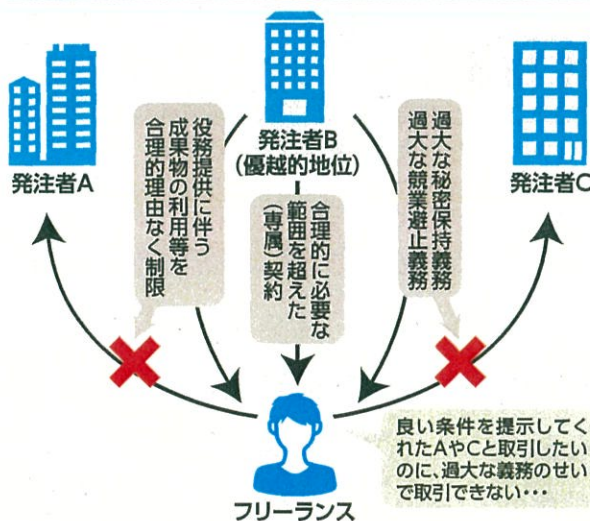 発注者A
発注者B
(優越的地位)
発注者C
役務提供に伴う
成果物の利用等を
合理的理由なく制限
合理的に必要な
範囲を超えた
(専属)契約
過大な秘密保持義務
過大な競業避止義務
良い条件を提示してく
れたAやCと取引したい
のに、過大な義務のせい
で取引できない・・・
フリーランス